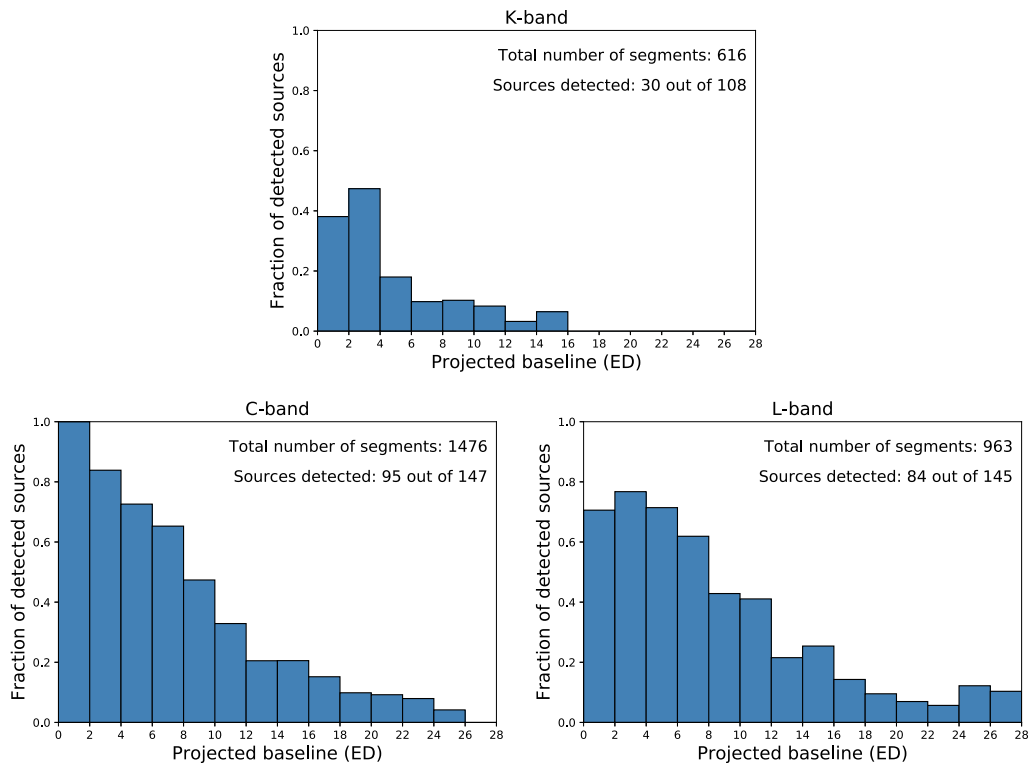 K-band
Total number of segments: 616
Sources detected: 30 out of 108
Fraction of detected sources
1.0
0.8
0.6
0.4
0.2
0.0
0 2 4 6 8 10 12 14 16 18 20 22 24 26 28
Projected baseline (ED)
C-band
Total number of segments: 1476
Sources detected: 95 out of 147
Fraction of detected sources
1.0
0.8
0.6
0.4
0.2
0.0
0 2 4 6 8 10 12 14 16 18 20 22 24 26 28
Projected baseline (ED)
L-band
Total number of segments: 963
Sources detected: 84 out of 145
Fraction of detected sources
1.0
0.8
0.6
0.4
0.2
0.0
0 2 4 6 8 10 12 14 16 18 20 22 24 26 28
Projected baseline (ED)